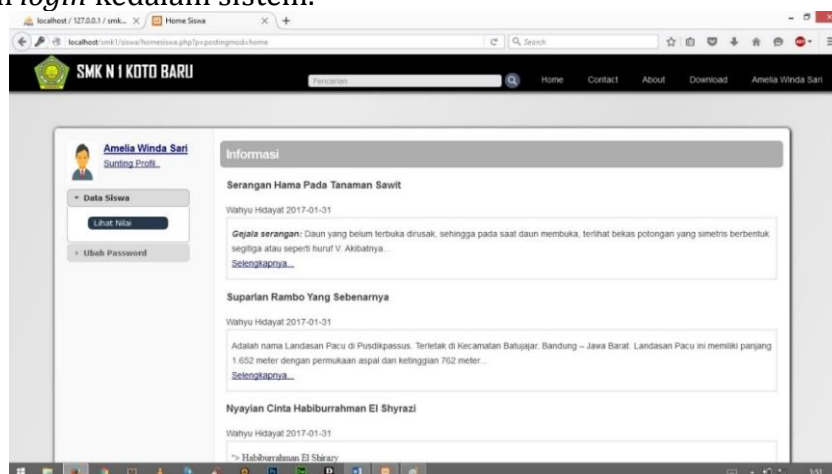 login kedalam sistem.
localhost / 127.0.0.1 / smk...
Home Siswa
localhost/smk1/siswa/homesiswa.php?p=postingmod=home
Search
SMK N 1 KOTO BARU
Pencarian
Home Contact About Download Amelia Winda Sari
Amelia Winda Sari
Sunting Profil..
Data Siswa
Lihat Nilai
Ubah Password
Informasi
Serangan Hama Pada Tanaman Sawit
Wahyu Hidayat 2017-01-31
Gejala serangan: Daun yang belum terbuka dirusak, sehingga pada saat daun membuka, terlihat bekas potongan yang simetris berbentuk
segitiga atau seperti huruf V. Akibatnya...
Selengkapnya...
Suparlan Rambo Yang Sebenarnya
Wahyu Hidayat 2017-01-31
Adalah nama Landasan Pacu di Pusdikpassus. Terletak di Kecamatan Batujajar, Bandung – Jawa Barat. Landasan Pacu ini memiliki panjang
1.652 meter dengan permukaan aspal dan ketinggian 762 meter...
Selengkapnya...
Nyayian Cinta Habiburrahman El Shyrazi
Wahyu Hidayat 2017-01-31
"> Habiburrahman El Shirazy